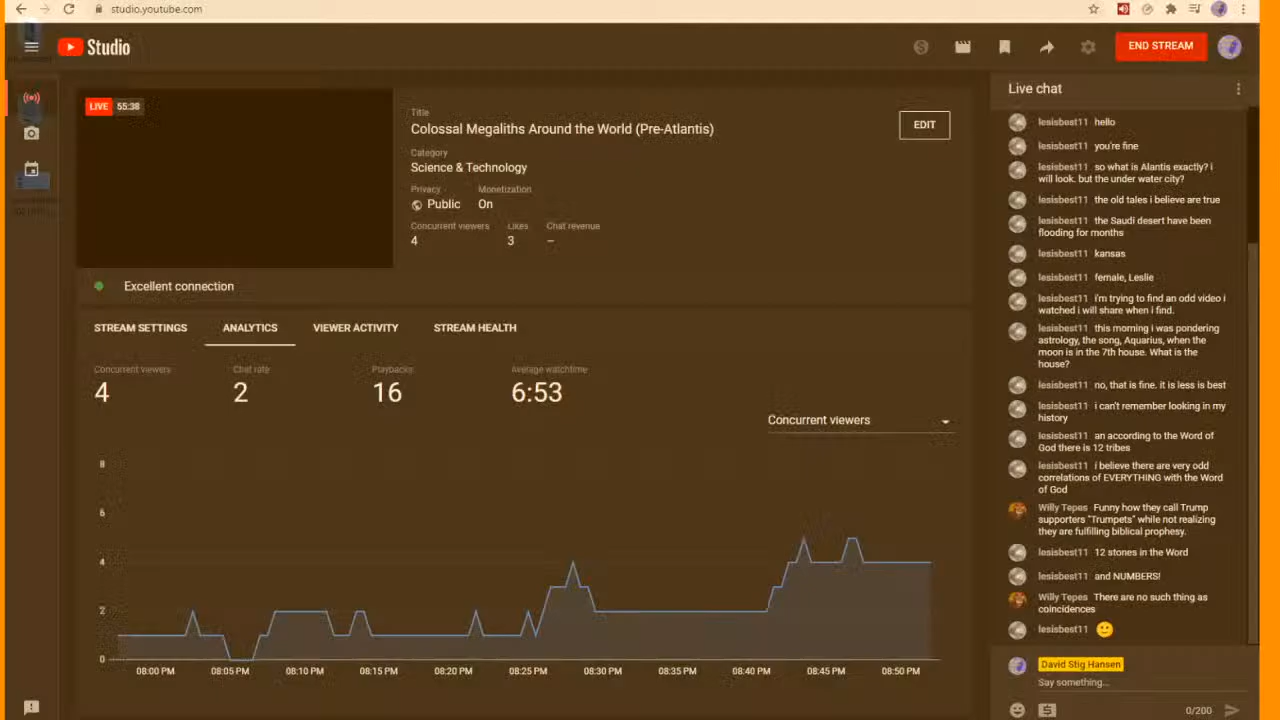 studio.youtube.com
Studio
END STREAM
LIVE 55:38
Title
Colossal Megaliths Around the World (Pre-Atlantis)
EDIT
Category
Science & Technology
Privacy Monetization
Public On
Concurrent viewers Likes Chat revenue
4 3 –
Excellent connection
STREAM SETTINGS ANALYTICS VIEWER ACTIVITY STREAM HEALTH
Concurrent viewers Chat rate Playbacks Average watchtime
4 2 16 6:53
Concurrent viewers
8
6
4
2
0
08:00 PM 08:05 PM 08:10 PM 08:15 PM 08:20 PM 08:25 PM 08:30 PM 08:35 PM 08:40 PM 08:45 PM 08:50 PM
Live chat
lesisbest11 hello
lesisbest11 you're fine
lesisbest11 so what is Alantis exactly? i
will look. but the under water city?
lesisbest11 the old tales i believe are true
lesisbest11 the Saudi desert have been
flooding for months
lesisbest11 kansas
lesisbest11 female, Leslie
lesisbest11 i'm trying to find an odd video i
watched i will share when i find.
lesisbest11 this morning i was pondering
astrology, the song, Aquarius, when the
moon is in the 7th house. What is the
house?
lesisbest11 no, that is fine. it is less is best
lesisbest11 i can't remember looking in my
history
lesisbest11 an according to the Word of
God there is 12 tribes
lesisbest11 i believe there are very odd
correlations of EVERYTHING with the Word
of God
Willy Tepes Funny how they call Trump
supporters "Trumpets" while not realizing
they are fulfilling biblical prophesy.
lesisbest11 12 stones in the Word
lesisbest11 and NUMBERS!
Willy Tepes There are no such thing as
coincidences
lesisbest11 🙂
David Stig Hansen
Say something...
0/200